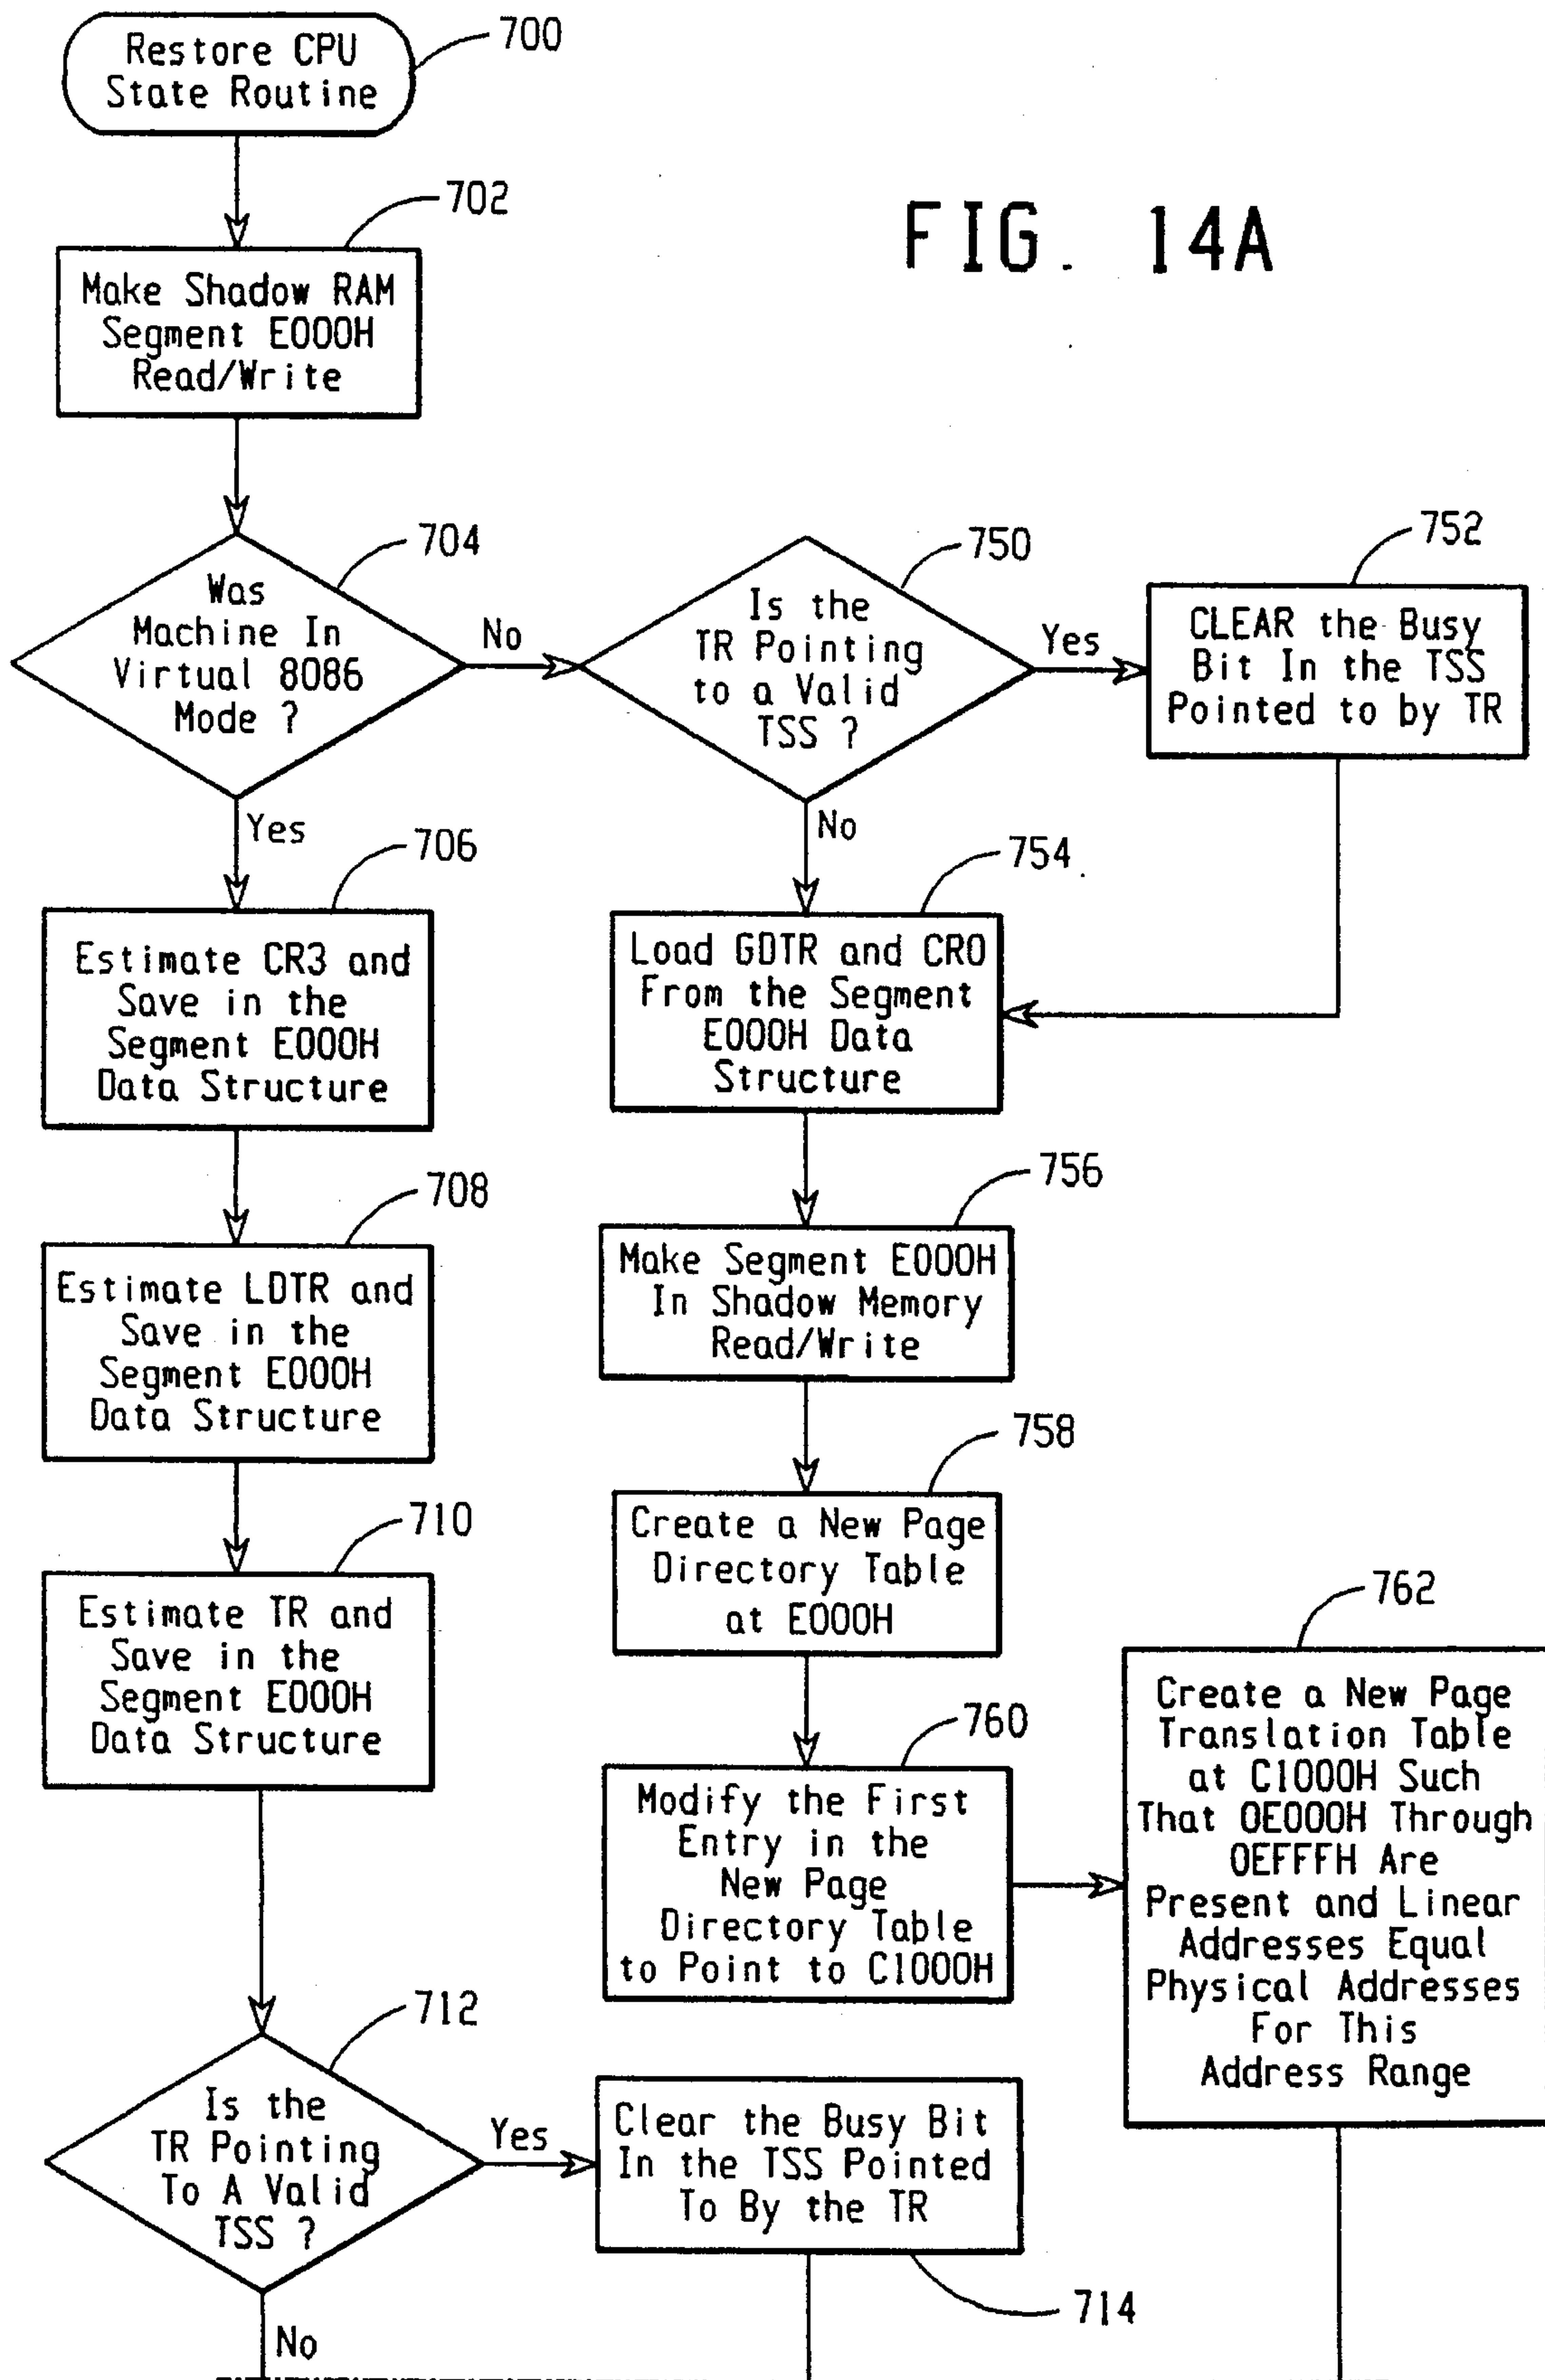 Restore CPU
State Routine
700
702
FIG. 14A
Make Shadow RAM
Segment E000H
Read/Write
704
Was
Machine In
Virtual 8086
Mode ?
No
750
Is the
TR Pointing
to a Valid
TSS ?
Yes
752
CLEAR the Busy
Bit In the TSS
Pointed to by TR
Yes
No
706
Estimate CR3 and
Save in the
Segment E000H
Data Structure
754
Load GDTR and CR0
From the Segment
E000H Data
Structure
708
Estimate LDTR and
Save in the
Segment E000H
Data Structure
756
Make Segment E000H
In Shadow Memory
Read/Write
758
Create a New Page
Directory Table
at E000H
710
Estimate TR and
Save in the
Segment E000H
Data Structure
760
Modify the First
Entry in the
New Page
Directory Table
to Point to C1000H
762
Create a New Page
Translation Table
at C1000H Such
That 0E000H Through
0EFFFH Are
Present and Linear
Addresses Equal
Physical Addresses
For This
Address Range
712
Is the
TR Pointing
To A Valid
TSS ?
Yes
Clear the Busy Bit
In the TSS Pointed
To By the TR
714
No